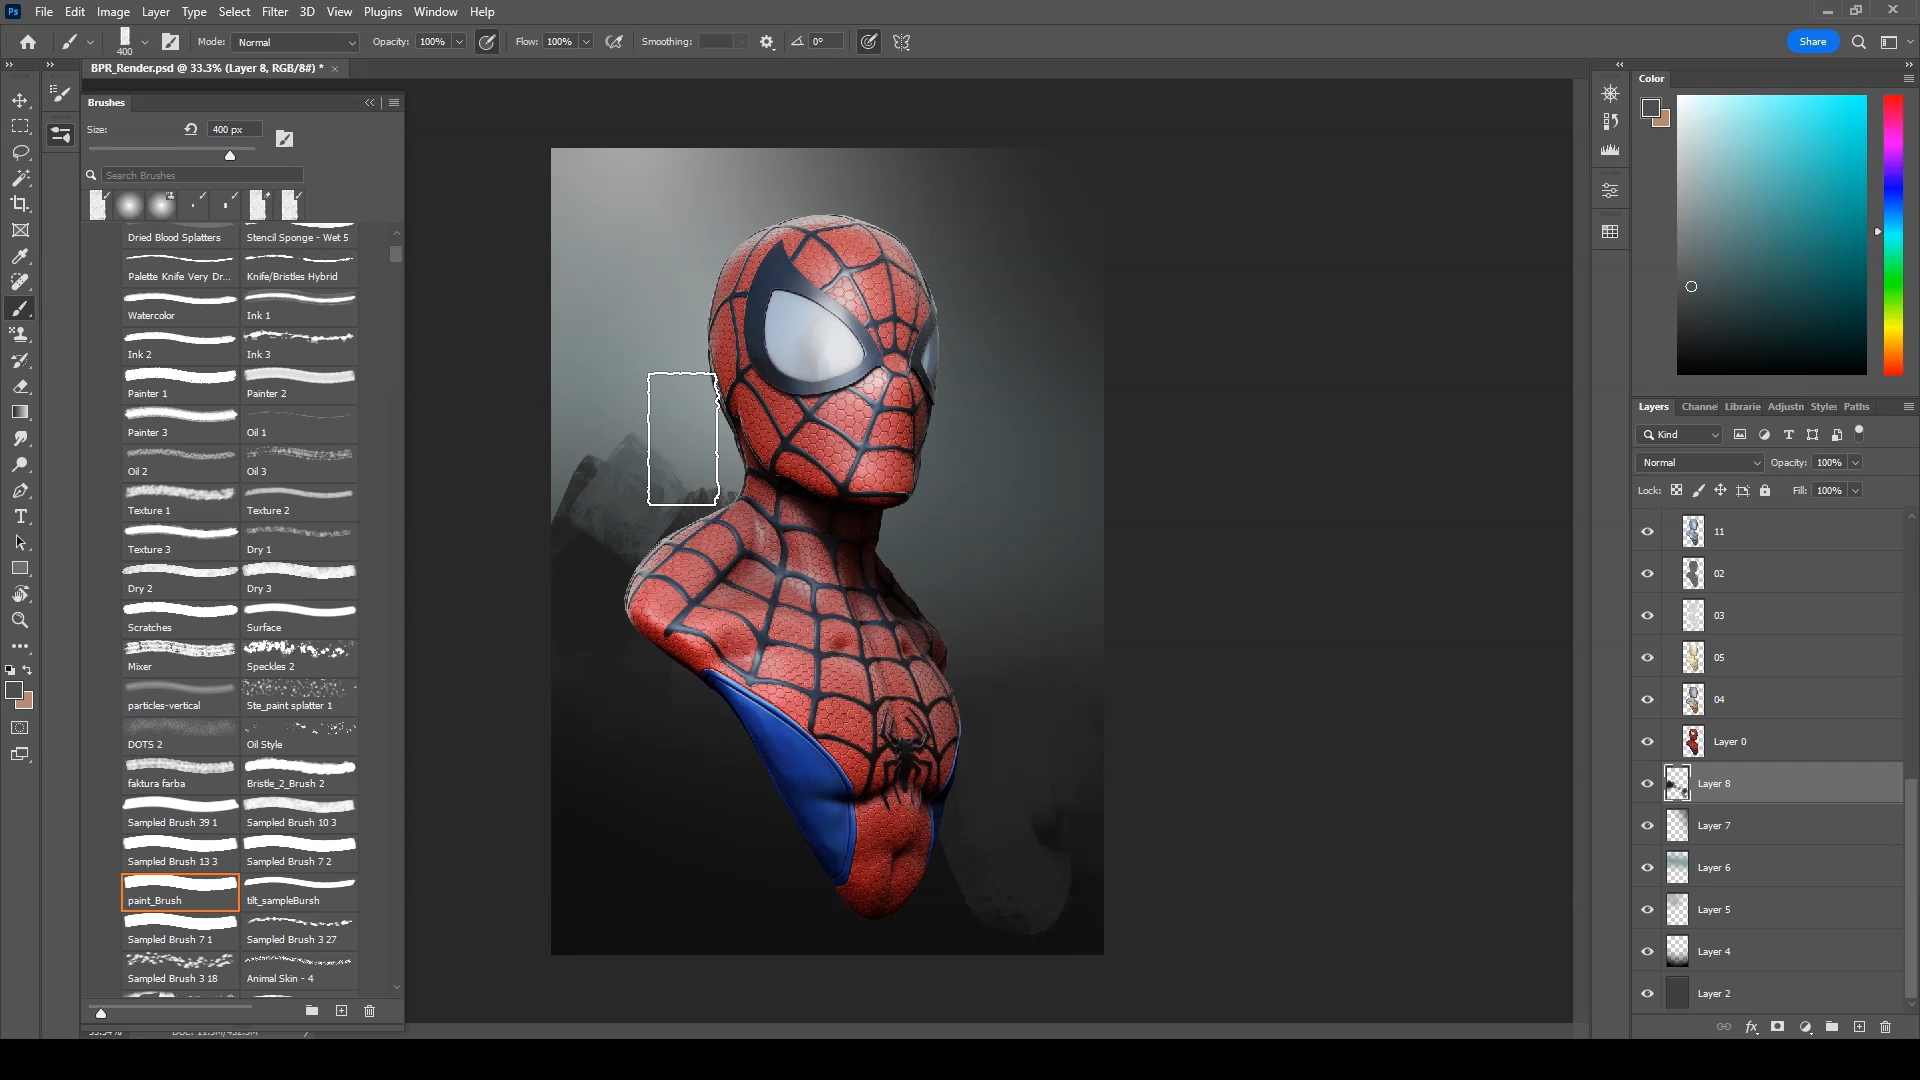 Ps File Edit Image Layer Type Select Filter 3D View Plugins Window Help
400 Mode: Normal Opacity: 100% Flow: 100% Smoothing: 0° Share
BPR_Render.psd @ 33.3% (Layer 8, RGB/8#) * ×
Brushes
Size: 400 px
Search Brushes
Dried Blood Splatters Stencil Sponge - Wet 5
Palette Knife Very Dr... Knife/Bristles Hybrid
Watercolor Ink 1
Ink 2 Ink 3
Painter 1 Painter 2
Painter 3 Oil 1
Oil 2 Oil 3
Texture 1 Texture 2
Texture 3 Dry 1
Dry 2 Dry 3
Scratches Surface
Mixer Speckles 2
particles-vertical Ste_paint splatter 1
DOTS 2 Oil Style
faktura farba Bristle_2_Brush 2
Sampled Brush 39 1 Sampled Brush 10 3
Sampled Brush 13 3 Sampled Brush 7 2
paint_Brush tilt_sampleBursh
Sampled Brush 7 1 Sampled Brush 3 27
Sampled Brush 3 18 Animal Skin - 4
Color
Layers Channe Librarie Adjustm Styles Paths
Kind
Normal Opacity: 100%
Lock: Fill: 100%
11
02
03
05
04
Layer 0
Layer 8
Layer 7
Layer 6
Layer 5
Layer 4
Layer 2
fx